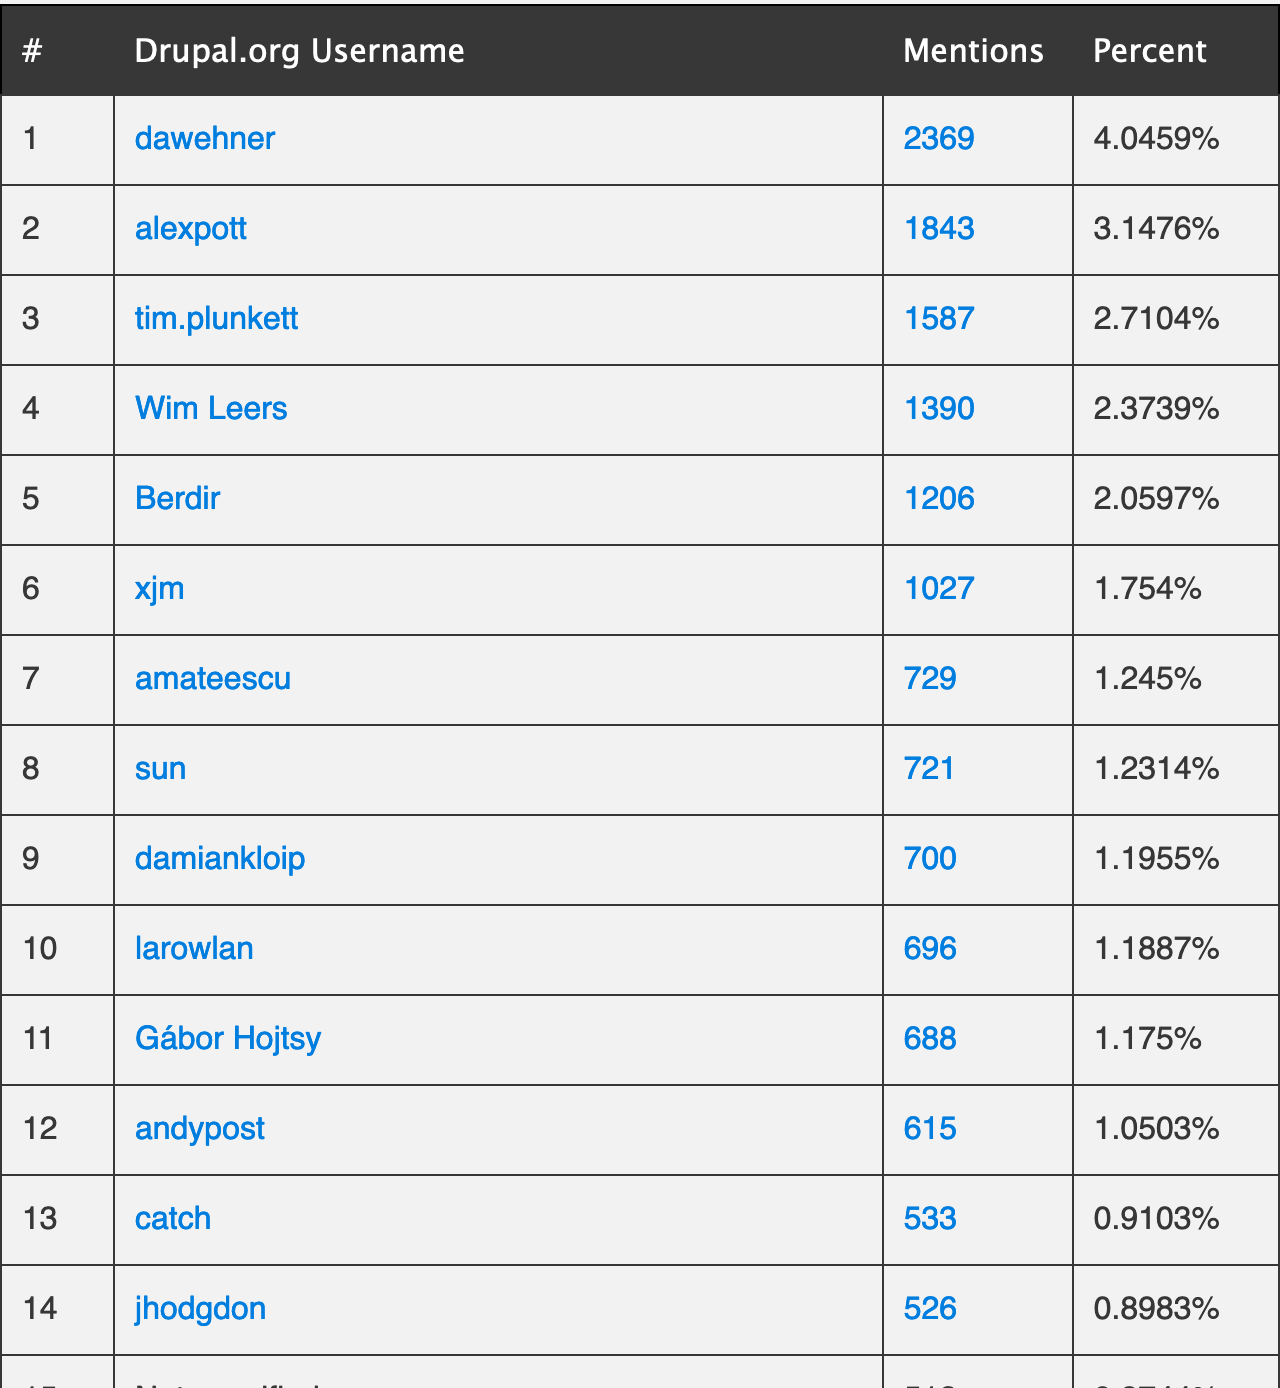 # Drupal.org Username Mentions Percent
1 dawehner 2369 4.0459%
2 alexpott 1843 3.1476%
3 tim.plunkett 1587 2.7104%
4 Wim Leers 1390 2.3739%
5 Berdir 1206 2.0597%
6 xjm 1027 1.754%
7 amateescu 729 1.245%
8 sun 721 1.2314%
9 damiankloip 700 1.1955%
10 larowlan 696 1.1887%
11 Gábor Hojtsy 688 1.175%
12 andypost 615 1.0503%
13 catch 533 0.9103%
14 jhodgdon 526 0.8983%